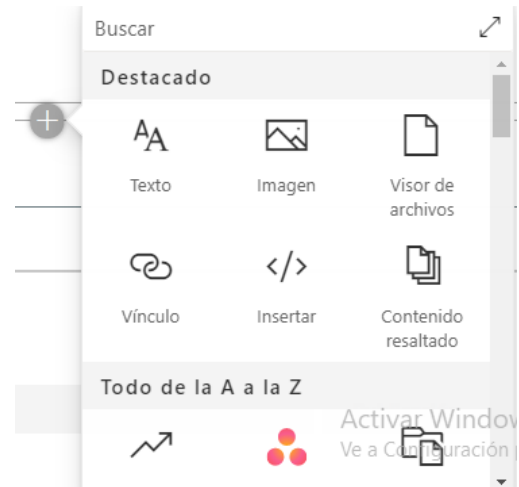 Buscar
Destacado
Texto
Imagen
Visor de
archivos
Vínculo
Insertar
Contenido
resaltado
Todo de la A a la Z
Activar Window
Ve a Configuración p